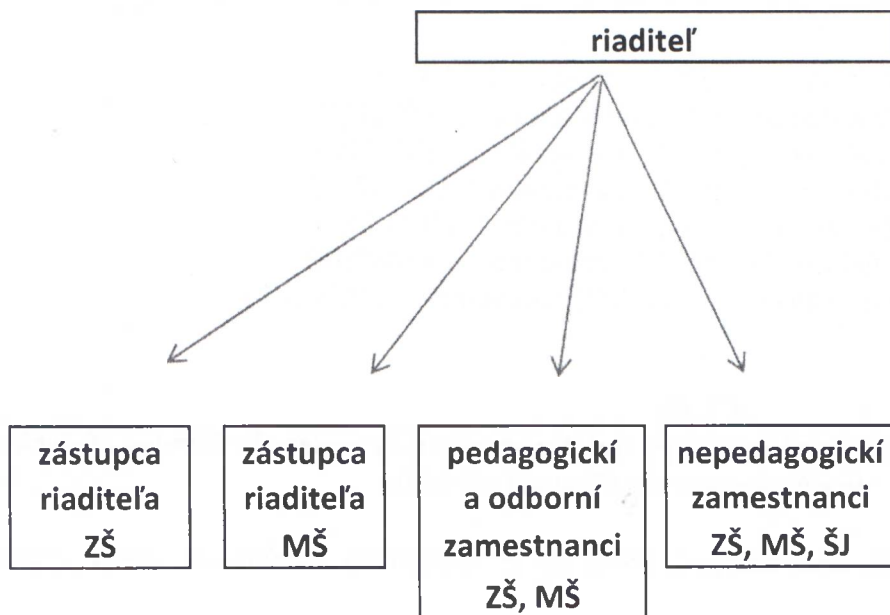 riaditeľ
zástupca
riaditeľa
ZŠ
zástupca
riaditeľa
MŠ
pedagogickí
a odborní
zamestnanci
ZŠ, MŠ
nepedagogickí
zamestnanci
ZŠ, MŠ, ŠJ